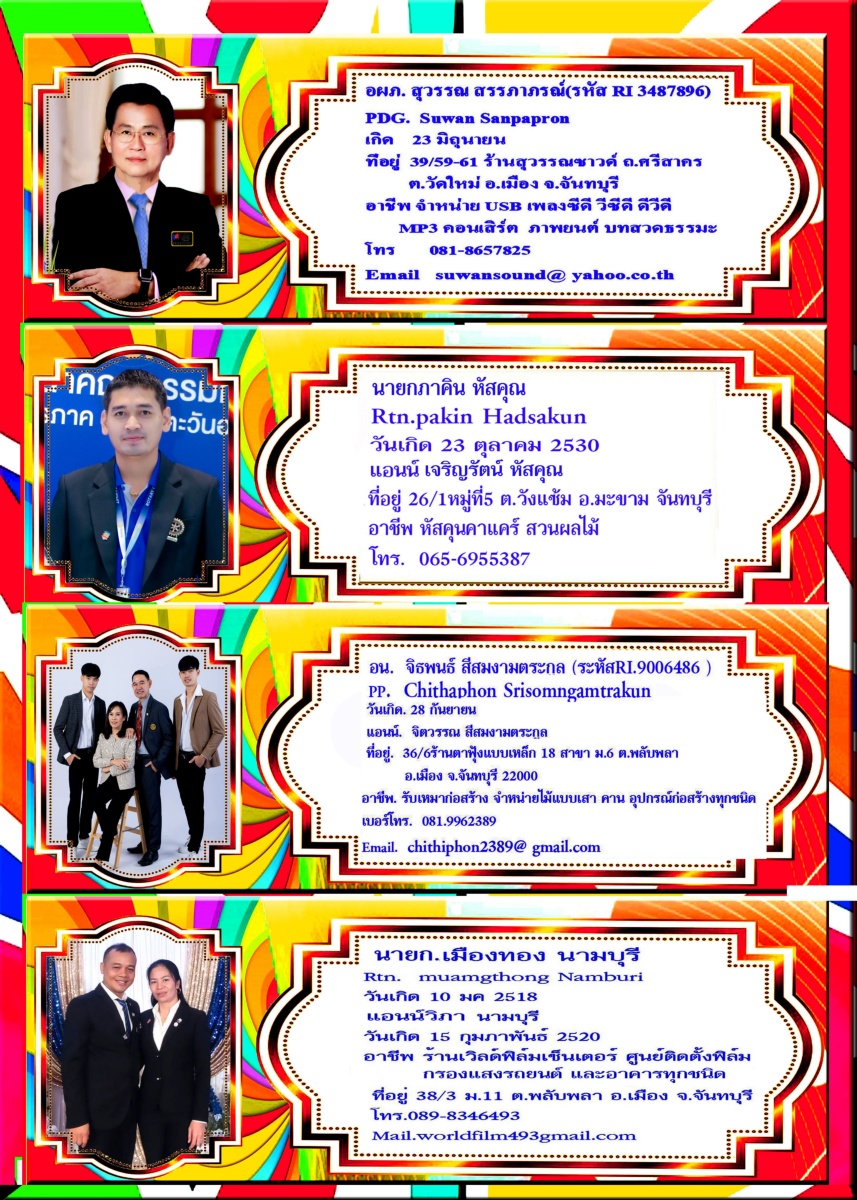 อผภ. สุวรรณ สรรภาภรณ์(รหัส RI 3487896)
PDG. Suwan Sanpapron
เกิด 23 มิถุนายน
ที่อยู่ 39/59-61 ร้านสุวรรณซาวด์ ถ.ศรีสาคร
ต.วัดใหม่ อ.เมือง จ.จันทบุรี
อาชีพ จำหน่าย USB เพลงซีดี วีซีดี ดีวีดี
MP3 คอนเสิร์ต ภาพยนต์ บทสวดธรรมะ
โทร 081-8657825
Email suwansound@ yahoo.co.th
นายกภาคิน หัสคุณ
Rtn.pakin Hadsakun
วันเกิด 23 ตุลาคม 2530
แอนน์ เจริญรัตน์ หัสคุณ
ที่อยู่ 26/1หมู่ที่5 ต.วังแซ้ม อ.มะขาม จันทบุรี
อาชีพ หัสคุนคาแคร์ สวนผลไม้
โทร. 065-6955387
อน. จิธพนธ์ สีสมงามตระกล (ระหัสRI.9006486 )
PP. Chithaphon Srisomngamtrakun
วันเกิด. 28 กันยายน
แอนน์. จิตวรรณ สีสมงามตระกูล
ที่อยู่. 36/6ร้านตาฟุ้งแบบเหล็ก 18 สาขา ม.6 ต.พลับพลา
อ.เมือง จ.จันทบุรี 22000
อาชีพ. รับเหมาก่อสร้าง จำหน่ายไม้แบบเสา คาน อุปกรณ์ก่อสร้างทุกชนิด
เบอร์โทร. 081.9962389
Email. chithiphon2389@ gmail.com
นายก.เมืองทอง นามบุรี
Rtn. muamgthong Namburi
วันเกิด 10 มค 2518
แอนน์วิภา นามบุรี
วันเกิด 15 กุมภาพันธ์ 2520
อาชีพ ร้านเวิลด์ฟิล์มเซ็นเตอร์ ศูนย์ติดตั้งฟิล์ม
กรองแสงรถยนต์ และอาคารทุกชนิด
ที่อยู่ 38/3 ม.11 ต.พลับพลา อ.เมือง จ.จันทบุรี
โทร.089-8346493
Mail.worldfilm493gmail.com